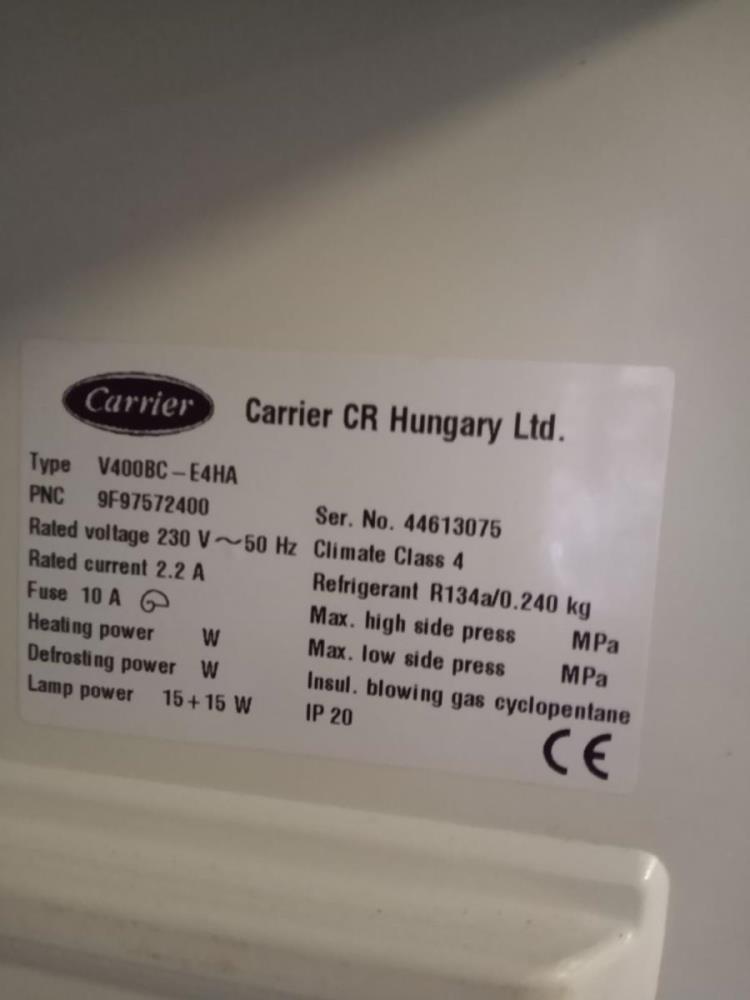 Carrier
Carrier CR Hungary Ltd.
Type V400BC – E4HA
PNC 9F97572400
Rated voltage 230 V ~ 50 Hz
Rated current 2.2 A
Fuse 10 A
Heating power W
Defrosting power W
Lamp power 15 + 15 W
Ser. No. 44613075
Climate Class 4
Refrigerant R134a/0.240 kg
Max. high side press MPa
Max. low side press MPa
Insul. blowing gas cyclopentane
IP 20
CE